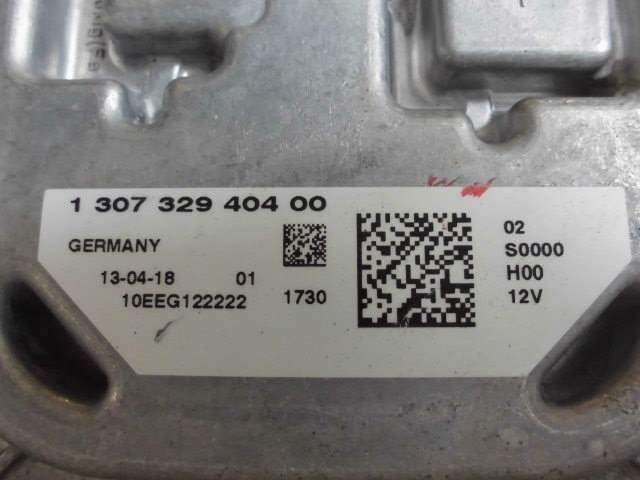 1 307 329 404 00
GERMANY
13-04-18 01
10EEG122222 1730
02
S0000
H00
12V